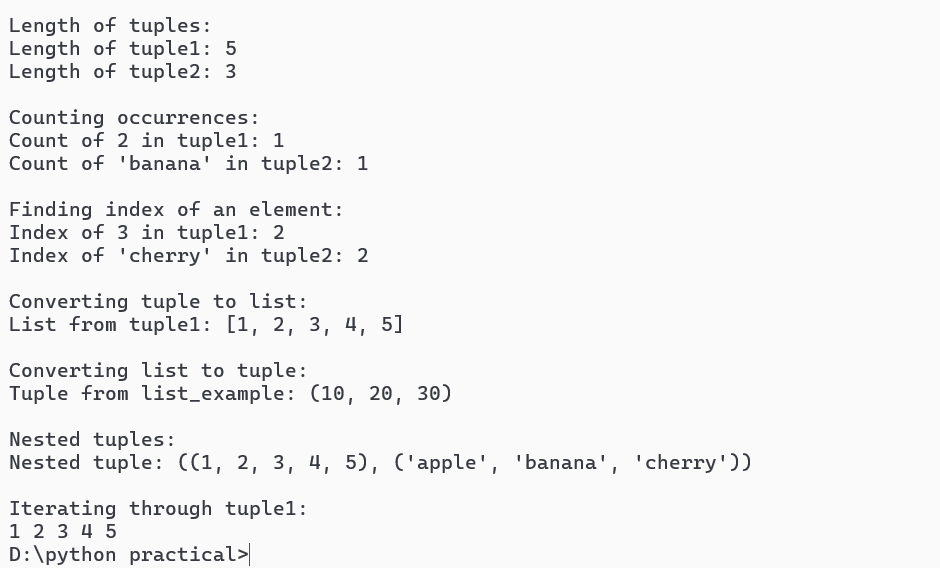 Length of tuples:
Length of tuple1: 5
Length of tuple2: 3

Counting occurrences:
Count of 2 in tuple1: 1
Count of 'banana' in tuple2: 1

Finding index of an element:
Index of 3 in tuple1: 2
Index of 'cherry' in tuple2: 2

Converting tuple to list:
List from tuple1: [1, 2, 3, 4, 5]

Converting list to tuple:
Tuple from list_example: (10, 20, 30)

Nested tuples:
Nested tuple: ((1, 2, 3, 4, 5), ('apple', 'banana', 'cherry'))

Iterating through tuple1:
1 2 3 4 5
D:\python practical>